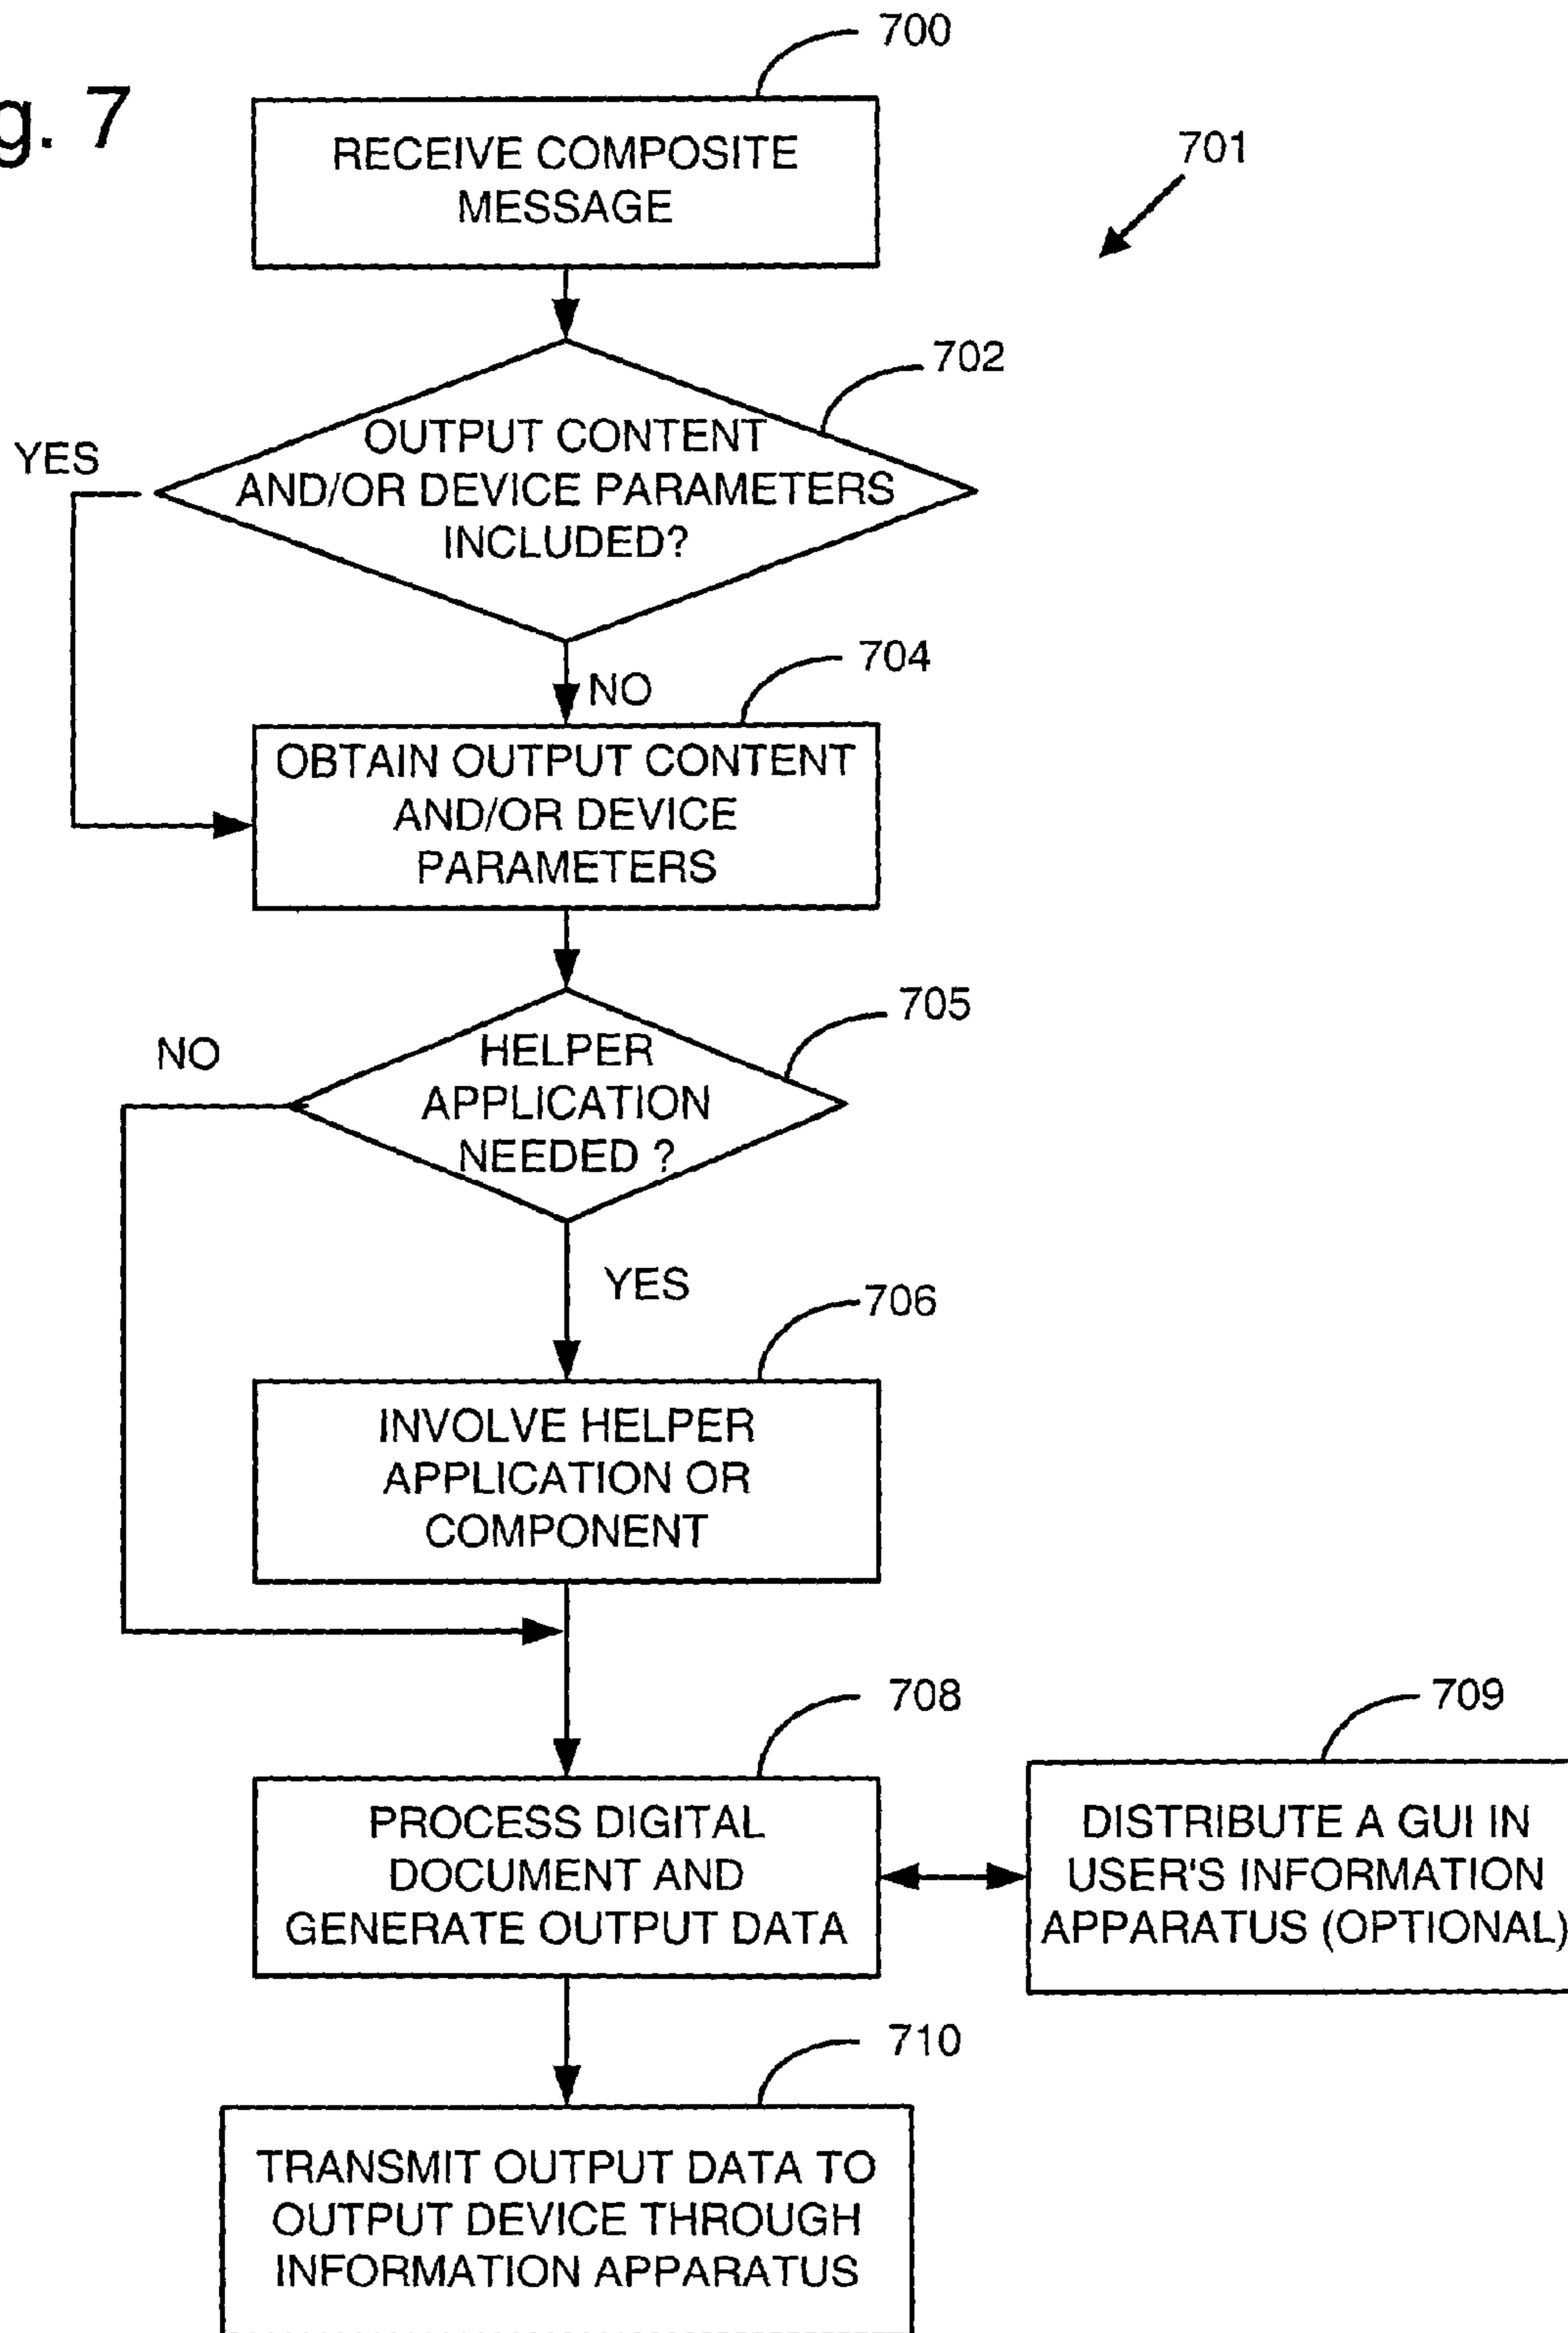 g. 7
700
RECEIVE COMPOSITE
MESSAGE
701
702
YES
OUTPUT CONTENT
AND/OR DEVICE PARAMETERS
INCLUDED?
NO
704
OBTAIN OUTPUT CONTENT
AND/OR DEVICE
PARAMETERS
705
NO
HELPER
APPLICATION
NEEDED ?
YES
706
INVOLVE HELPER
APPLICATION OR
COMPONENT
708
709
PROCESS DIGITAL
DOCUMENT AND
GENERATE OUTPUT DATA
DISTRIBUTE A GUI IN
USER'S INFORMATION
APPARATUS (OPTIONAL)
710
TRANSMIT OUTPUT DATA TO
OUTPUT DEVICE THROUGH
INFORMATION APPARATUS